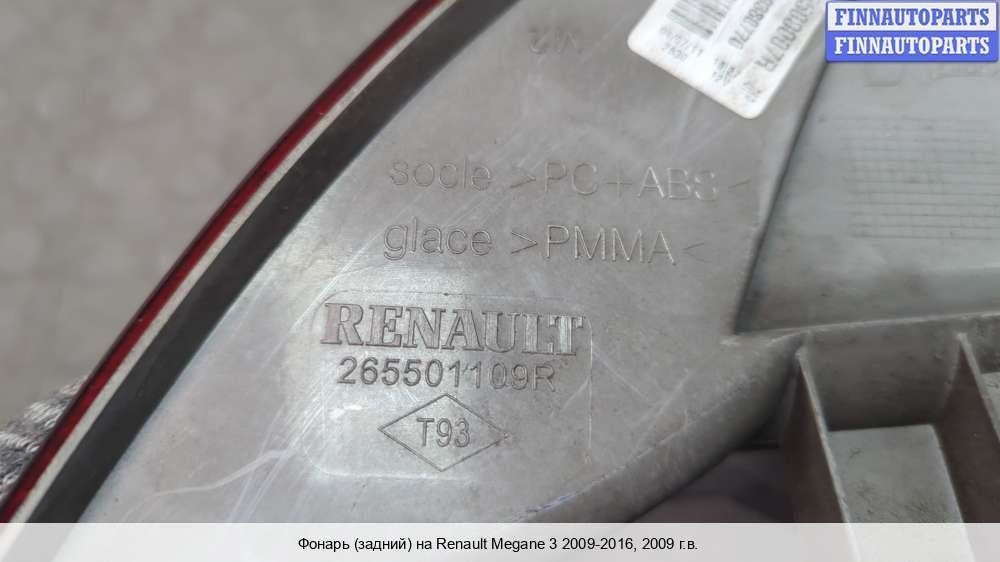 FINNAUTOPARTS
FINNAUTOPARTS
M2
socle >PC+ABS<
glace >PMMA<
RENAULT
265501109R
T93
Фонарь (задний) на Renault Megane 3 2009-2016, 2009 г.в.